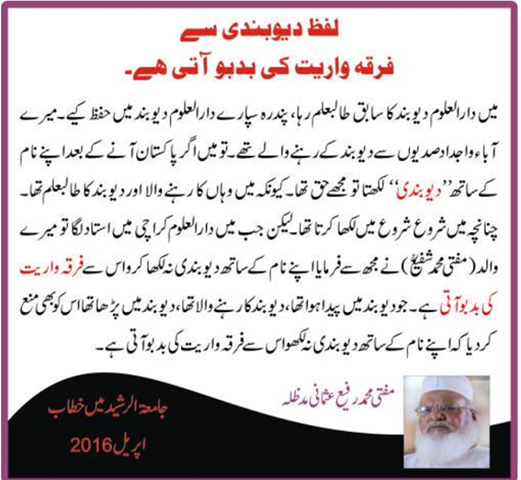 لفظ دیوبندی سے
فرقہ واریت کی بدبو آتی ھے۔
میں دارالعلوم دیوبند کا سابق طالبعلم رہا، پندرہ سپارے دارالعلوم دیوبند میں حفظ کیے۔ میرے
آباء واجداد صدیوں سے دیوبند کے رہنے والے تھے۔ تو میں اگر پاکستان آنے کے بعد اپنے نام
کے ساتھ ’’دیوبندی‘‘ لکھتا تو مجھے حق تھا۔ کیونکہ میں وہاں کا رہنے والا اور دیوبند کا طالبعلم تھا۔
چنانچہ میں شروع شروع میں لکھا کرتا تھا۔ لیکن جب میں دارالعلوم کراچی میں استاد لگا تو میرے
والد (مفتی محمد شفیعؒ) نے مجھ سے فرمایا اپنے نام کے ساتھ دیوبندی نہ لکھا کرو اس سے فرقہ واریت
کی بدبو آتی ہے۔ جو دیوبند میں پیدا ہوا تھا، دیوبند کا رہنے والا تھا، دیوبند میں پڑھا تھا اس کو بھی منع
کر دیا کہ اپنے نام کے ساتھ دیوبندی نہ لکھو اس سے فرقہ واریت کی بدبو آتی ہے۔
مفتی محمد رفیع عثمانی مدظلہ
جامعۃ الرشید میں خطاب
اپریل 2016